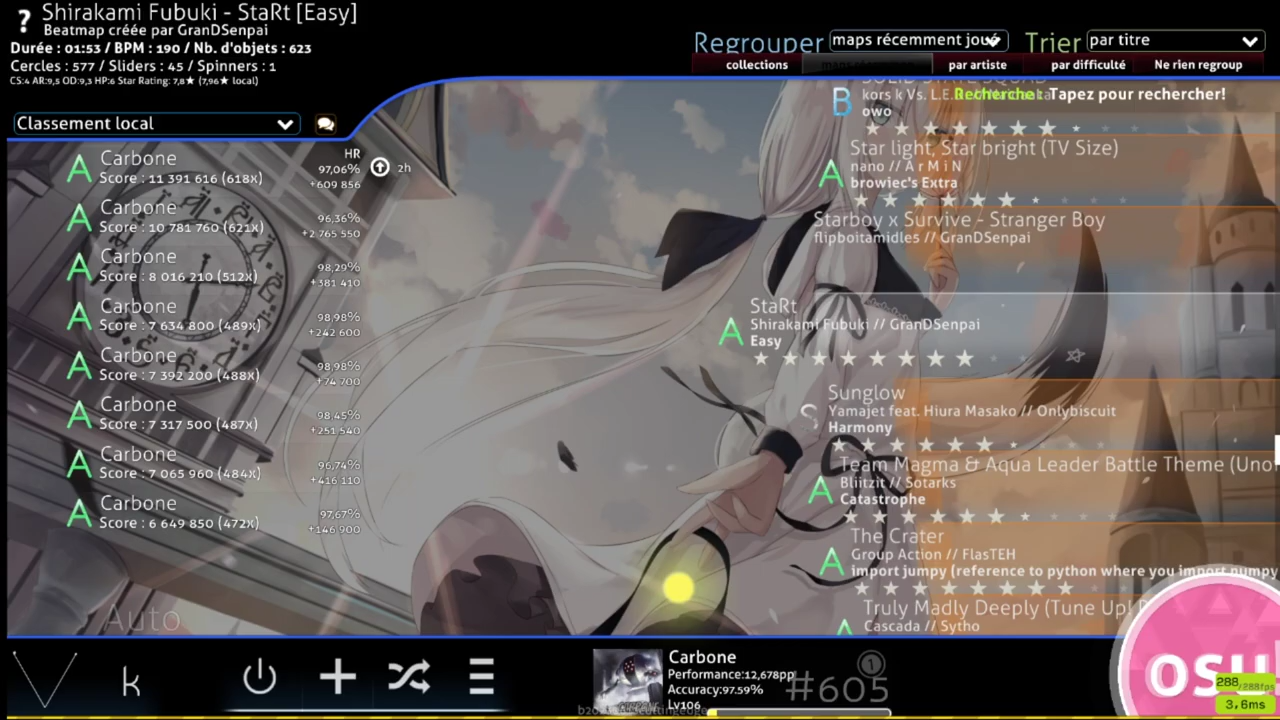 Shirakami Fubuki - StaRt [Easy]
Beatmap créée par GranDSenpai
Durée : 01:53 / BPM : 190 / Nb. d'objets : 623
Cercles : 577 / Sliders : 45 / Spinners : 1
CS:4 AR:9,5 OD:9,3 HP:6 Star Rating: 7,8★ (7,96★ local)
Regrouper maps récemment joué Trier par titre
collections par artiste par difficulté Ne rien regroup
Classement local
Recherche : Tapez pour rechercher!
Carbone
Score : 11 391 616 (618x)
HR
97,06%
+609 856
2h
Carbone
Score : 10 781 760 (621x)
96,36%
+2 765 550
Carbone
Score : 8 016 210 (512x)
98,29%
+381 410
Carbone
Score : 7 634 800 (489x)
98,98%
+242 600
Carbone
Score : 7 392 200 (488x)
98,98%
+74 700
Carbone
Score : 7 317 500 (487x)
98,45%
+251 540
Carbone
Score : 7 065 960 (484x)
96,74%
+416 110
Carbone
Score : 6 649 850 (472x)
97,67%
+146 900
Auto
SOLID STATE SQUAD
kors k Vs. L.E.D.
owo
Star light, Star bright (TV Size)
nano // A r M i N
browiec's Extra
Starboy x Survive - Stranger Boy
flipboitamidles // GranDSenpai
StaRt
Shirakami Fubuki // GranDSenpai
Easy
Sunglow
Yamajet feat. Hiura Masako // Onlybiscuit
Harmony
Team Magma & Aqua Leader Battle Theme (Unof
Bliitzit // Sotarks
Catastrophe
The Crater
Group Action // FlasTEH
import jumpy (reference to python where you import numpy
Truly Madly Deeply (Tune Up!
Cascada // Sytho
k
Carbone
Performance:12,678pp
Accuracy:97.59%
Lv106
#605
1
osu
288/288fps
3,6ms